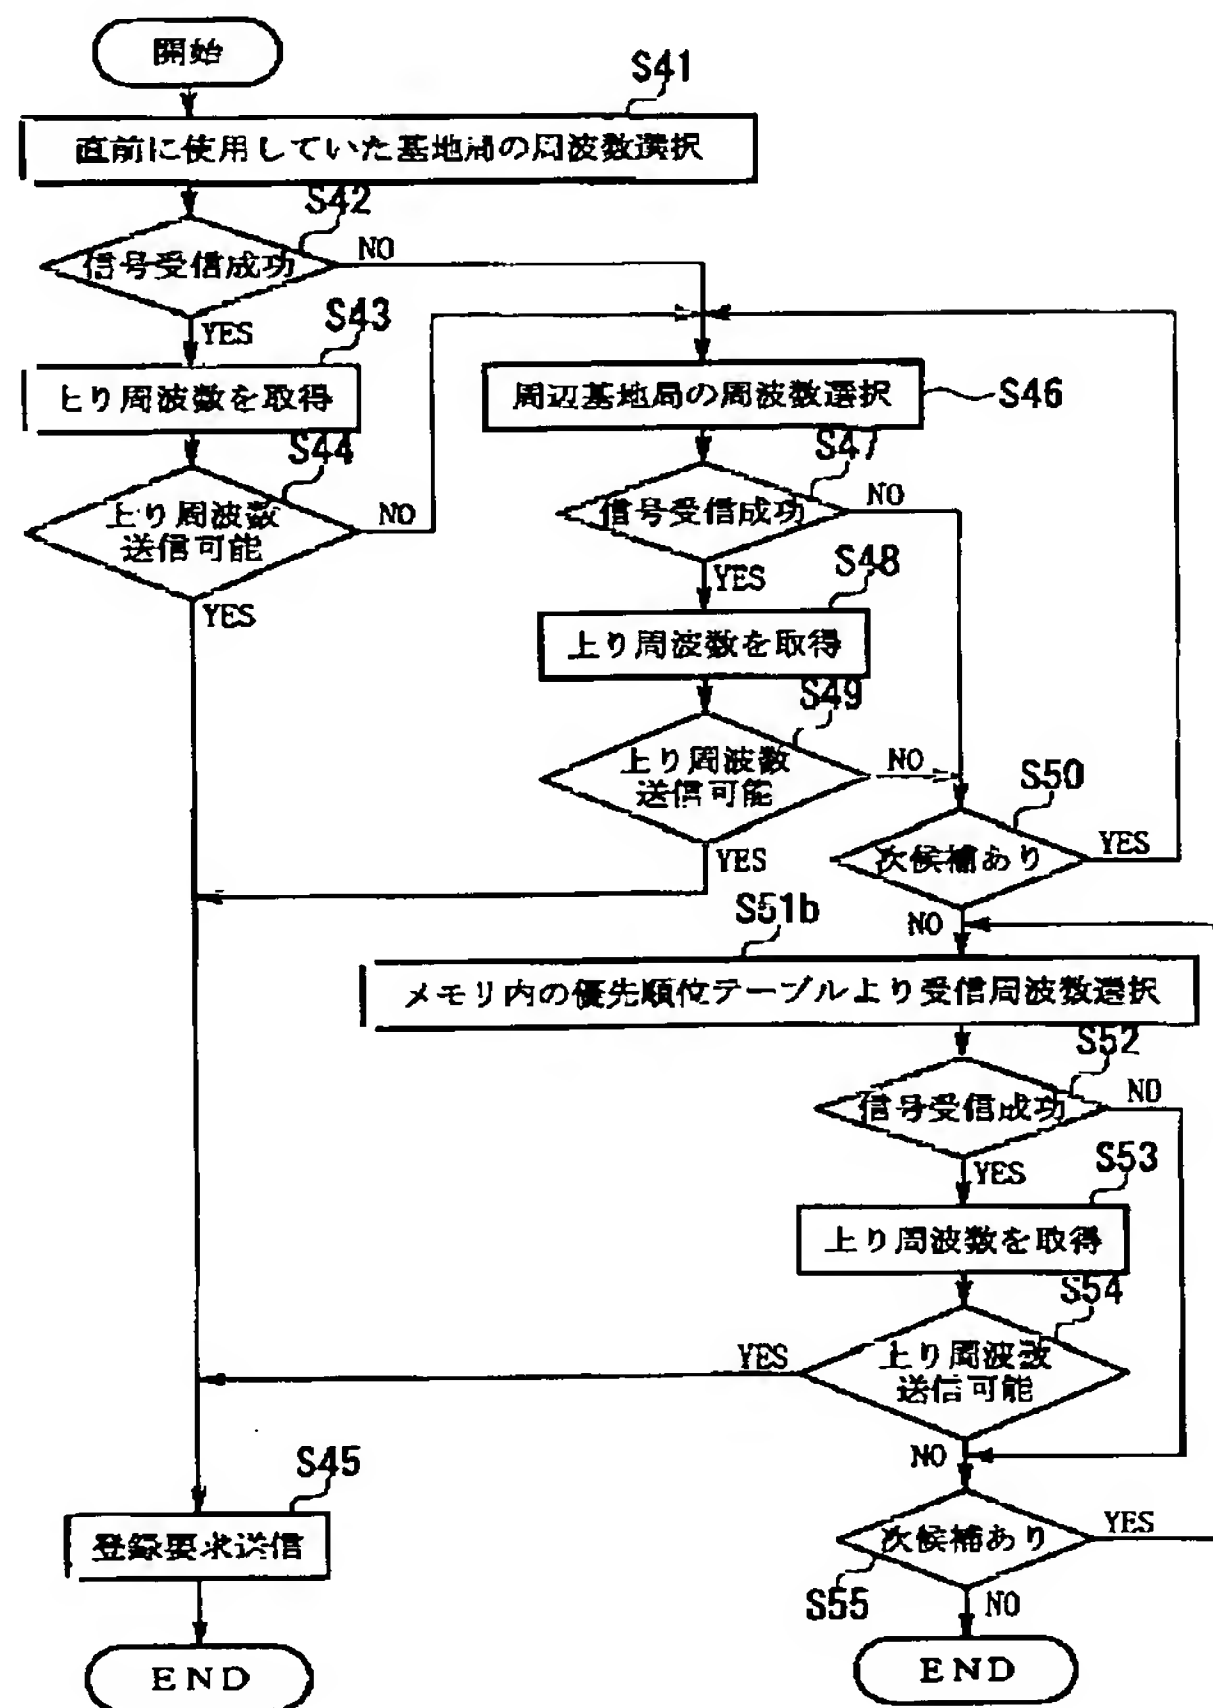 開始
S41
直前に使用していた基地局の周波数選択
S42
信号受信成功
NO
YES
S43
上り周波数を取得
S44
上り周波数
送信可能
NO
YES
周辺基地局の周波数選択
S46
S47
信号受信成功
NO
YES
S48
上り周波数を取得
S49
上り周波数
送信可能
NO
YES
S50
次候補あり
YES
NO
S51b
メモリ内の優先順位テーブルより受信周波数選択
S52
信号受信成功
NO
YES
S53
上り周波数を取得
S54
上り周波数
送信可能
YES
NO
S45
登録要求送信
END
次候補あり
YES
S55
NO
END